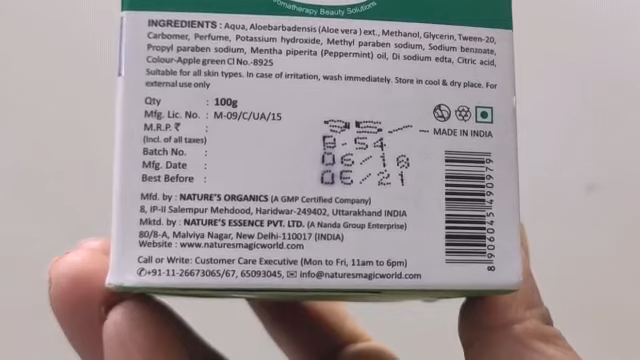 Aromatherapy Beauty Solutions
INGREDIENTS : Aqua, Aloebarbadensis (Aloe vera ) ext., Methanol, Glycerin, Tween-20,
Carbomer, Perfume, Potassium hydroxide, Methyl paraben sodium, Sodium benzoate,
Propyl paraben sodium, Mentha piperita (Peppermint) oil, Di sodium edta, Citric acid,
Colour-Apple green CI No.-8925
Suitable for all skin types. In case of irritation, wash immediately. Store in cool & dry place. For
external use only
Qty : 100g
Mfg. Lic. No. : M-09/C/UA/15
M.R.P. ₹ : 95/-
(Incl. of all taxes)
Batch No. : B-54
Mfg. Date : 06/18
Best Before : 05/21
MADE IN INDIA
8 906045 490979
Mfd. by : NATURE'S ORGANICS (A GMP Certified Company)
8, IP-II Salempur Mehdood, Haridwar-249402, Uttarakhand INDIA
Mktd. by : NATURE'S ESSENCE PVT. LTD. (A Nanda Group Enterprise)
80/8-A, Malviya Nagar, New Delhi-110017 (INDIA)
Website : www.naturesmagicworld.com
Call or Write: Customer Care Executive (Mon to Fri, 11am to 6pm)
✆+91-11-26673065/67, 65093045, ✉ info@naturesmagicworld.com